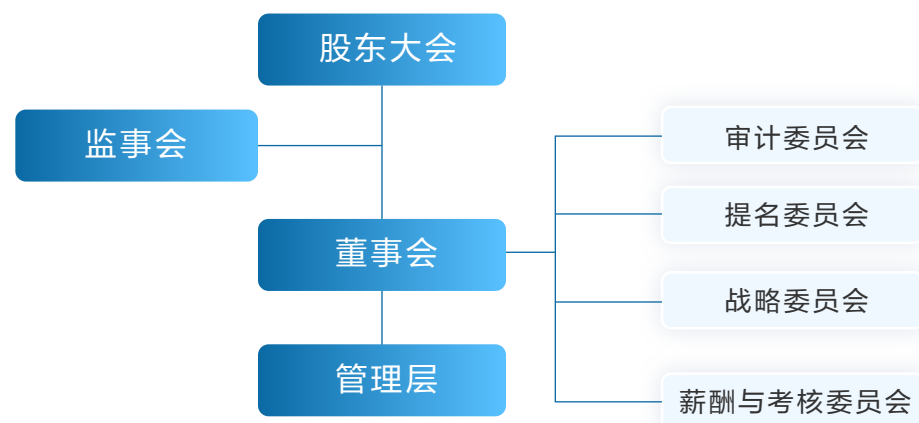 股东大会
监事会
董事会
管理层
审计委员会
提名委员会
战略委员会
薪酬与考核委员会